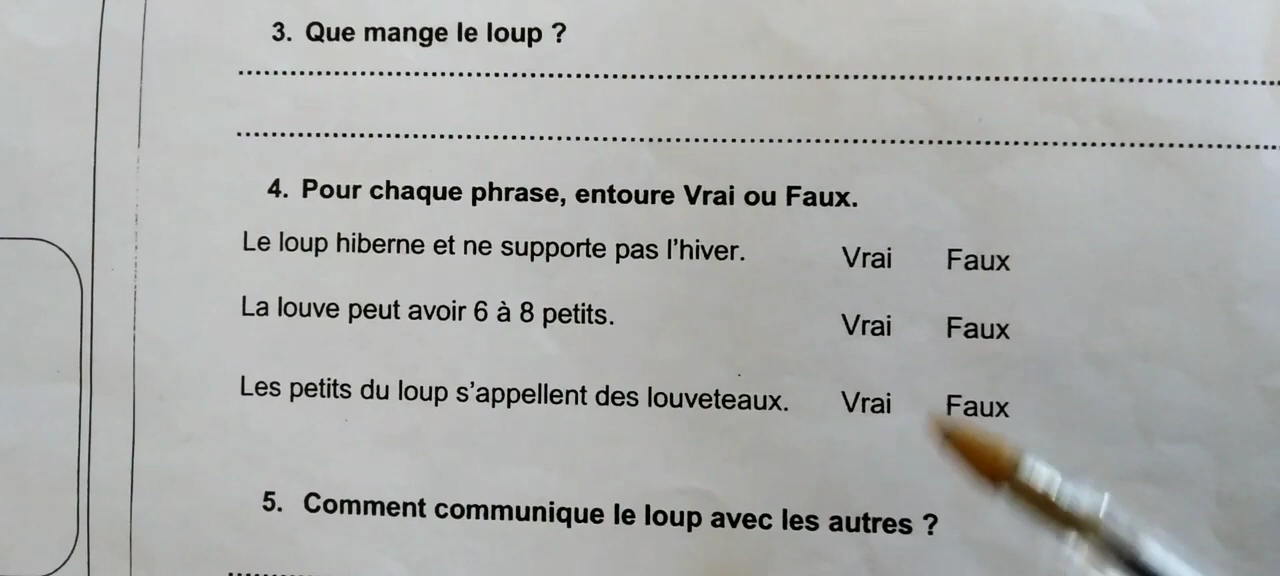 3. Que mange le loup ?
4. Pour chaque phrase, entoure Vrai ou Faux.
Le loup hiberne et ne supporte pas l'hiver. Vrai Faux
La louve peut avoir 6 à 8 petits. Vrai Faux
Les petits du loup s'appellent des louveteaux. Vrai Faux
5. Comment communique le loup avec les autres ?